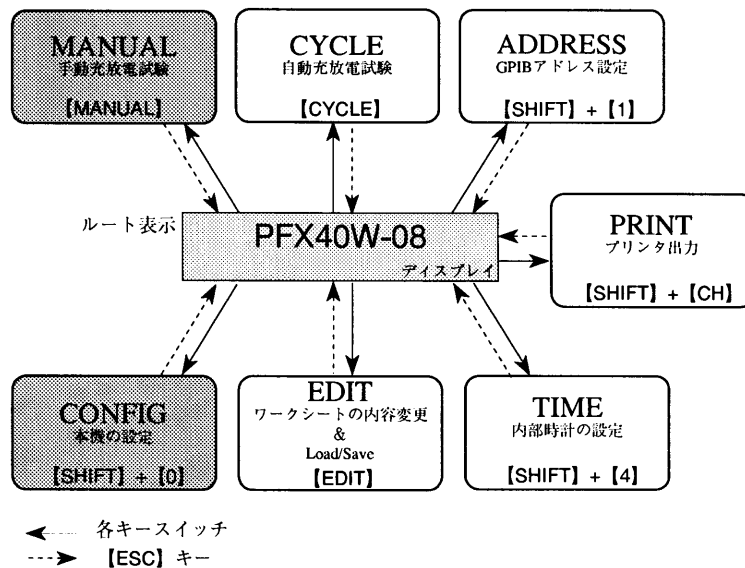 MANUAL
手動充放電試験
【MANUAL】
CYCLE
自動充放電試験
【CYCLE】
ADDRESS
GPIBアドレス設定
【SHIFT】+【1】
ルート表示
PFX40W-08
ディスプレイ
PRINT
プリンタ出力
【SHIFT】+【CH】
CONFIG
本機の設定
【SHIFT】+【0】
EDIT
ワークシートの内容変更
&
Load/Save
【EDIT】
TIME
内部時計の設定
【SHIFT】+【4】
各キースイッチ
【ESC】キー